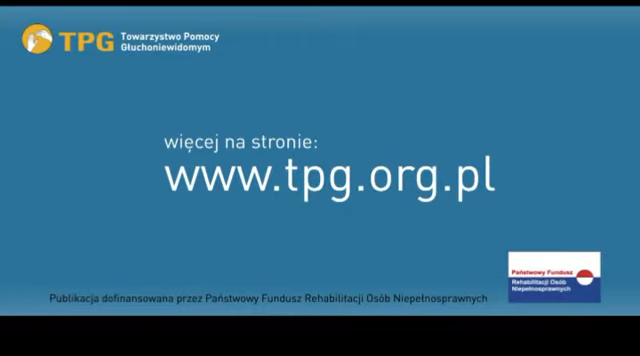 TPG
Towarzystwo Pomocy
Głuchoniewidomym
więcej na stronie:
www.tpg.org.pl
Państwowy Fundusz
Rehabilitacji Osób
Niepełnosprawnych
Publikacja dofinansowana przez Państwowy Fundusz Rehabilitacji Osób Niepełnosprawnych